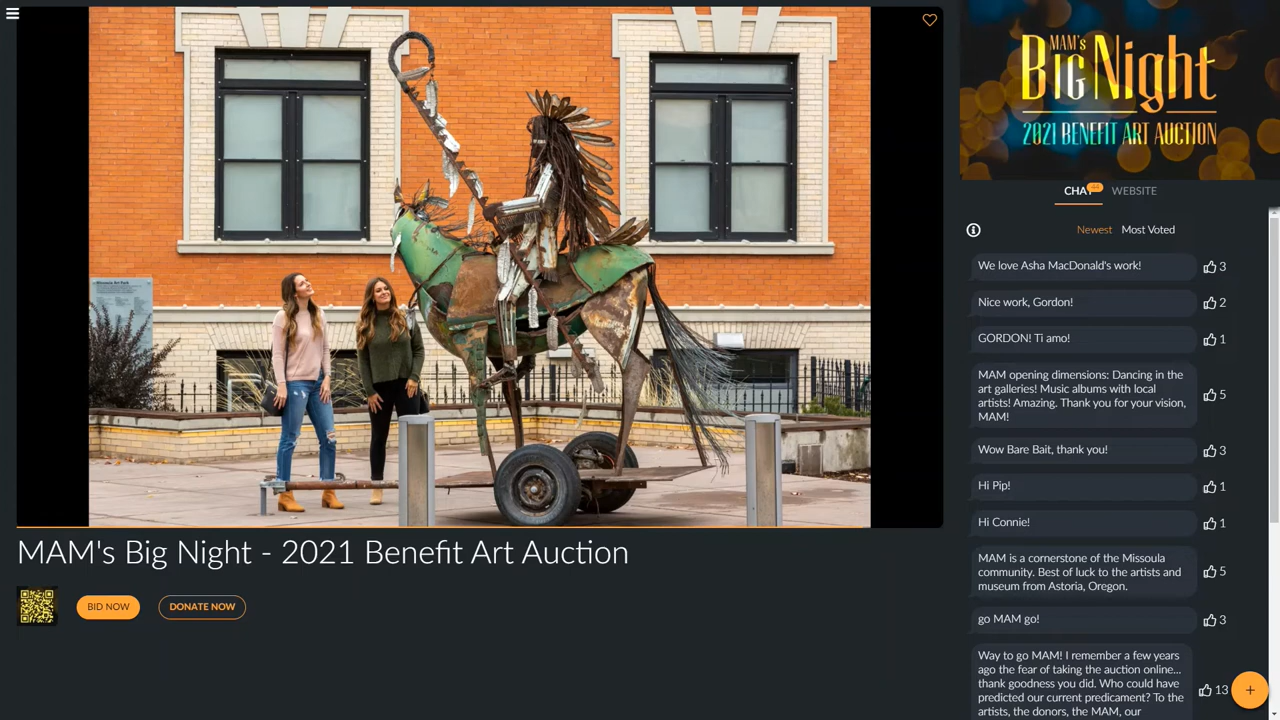 MAM's
Big Night
2021 BENEFIT ART AUCTION
CHA 44
WEBSITE
Newest Most Voted
We love Asha MacDonald's work!
3
Nice work, Gordon!
2
GORDON! Ti amo!
1
MAM opening dimensions: Dancing in the
art galleries! Music albums with local
artists! Amazing. Thank you for your vision,
MAM!
5
Wow Bare Bait, thank you!
3
Hi Pip!
1
Hi Connie!
1
MAM is a cornerstone of the Missoula
community. Best of luck to the artists and
museum from Astoria, Oregon.
5
go MAM go!
3
Way to go MAM! I remember a few years
ago the fear of taking the auction online...
thank goodness you did. Who could have
predicted our current predicament? To the
artists, the donors, the MAM, our
13
+
Missoula Art Park
MAM's Big Night - 2021 Benefit Art Auction
BID NOW
DONATE NOW